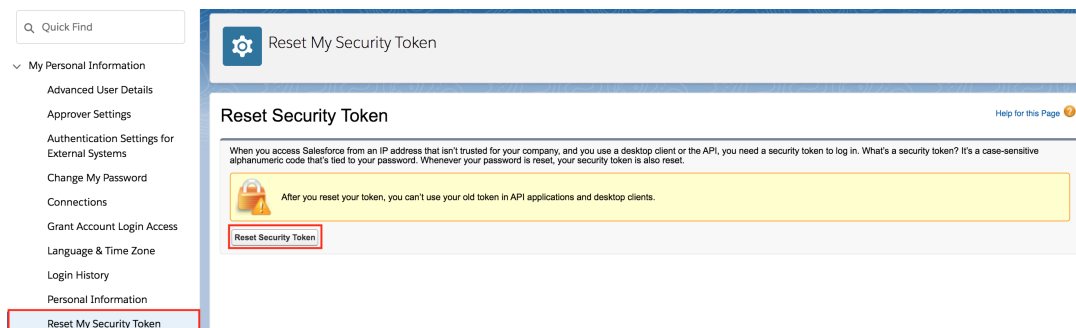 Quick Find
My Personal Information
Advanced User Details
Approver Settings
Authentication Settings for
External Systems
Change My Password
Connections
Grant Account Login Access
Language & Time Zone
Login History
Personal Information
Reset My Security Token
Reset My Security Token
Reset Security Token
Help for this Page
When you access Salesforce from an IP address that isn't trusted for your company, and you use a desktop client or the API, you need a security token to log in. What's a security token? It's a case-sensitive
alphanumeric code that's tied to your password. Whenever your password is reset, your security token is also reset.
After you reset your token, you can't use your old token in API applications and desktop clients.
Reset Security Token